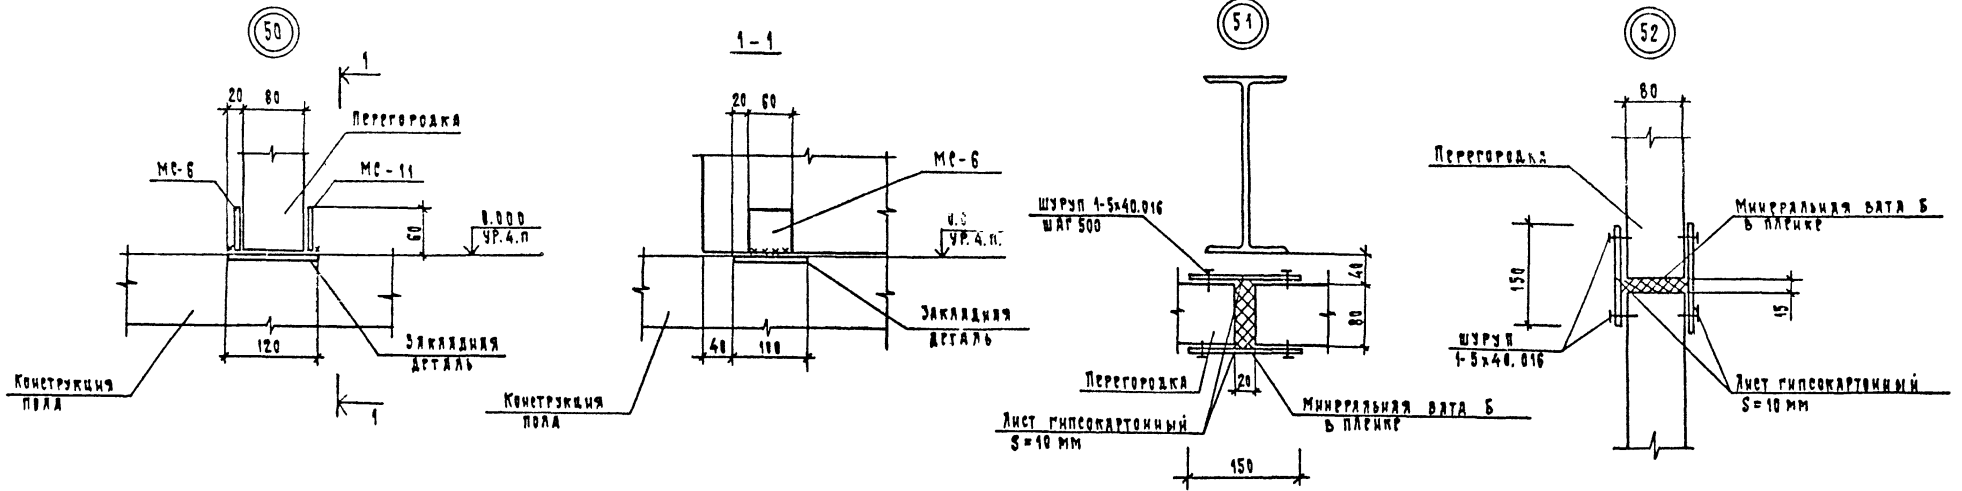 50
1
20 80
Перегородка
МС-6
МС-11
60
0.000
УР.Ч.П
120
Закладная
деталь
Конструкция
пола
1
1-1
20 60
МС-6
УР.Ч.П.
Закладная
деталь
40 100
Конструкция
пола
51
Шуруп 1-5х40.016
шаг 500
40
80
Перегородка
20
Лист гипсокартонный
S=10 мм
Минеральная вата Б
в пленке
150
52
80
Перегородка
Минеральная вата Б
в пленке
150
15
Шуруп
1-5х40.016
Лист гипсокартонный
S=10 мм